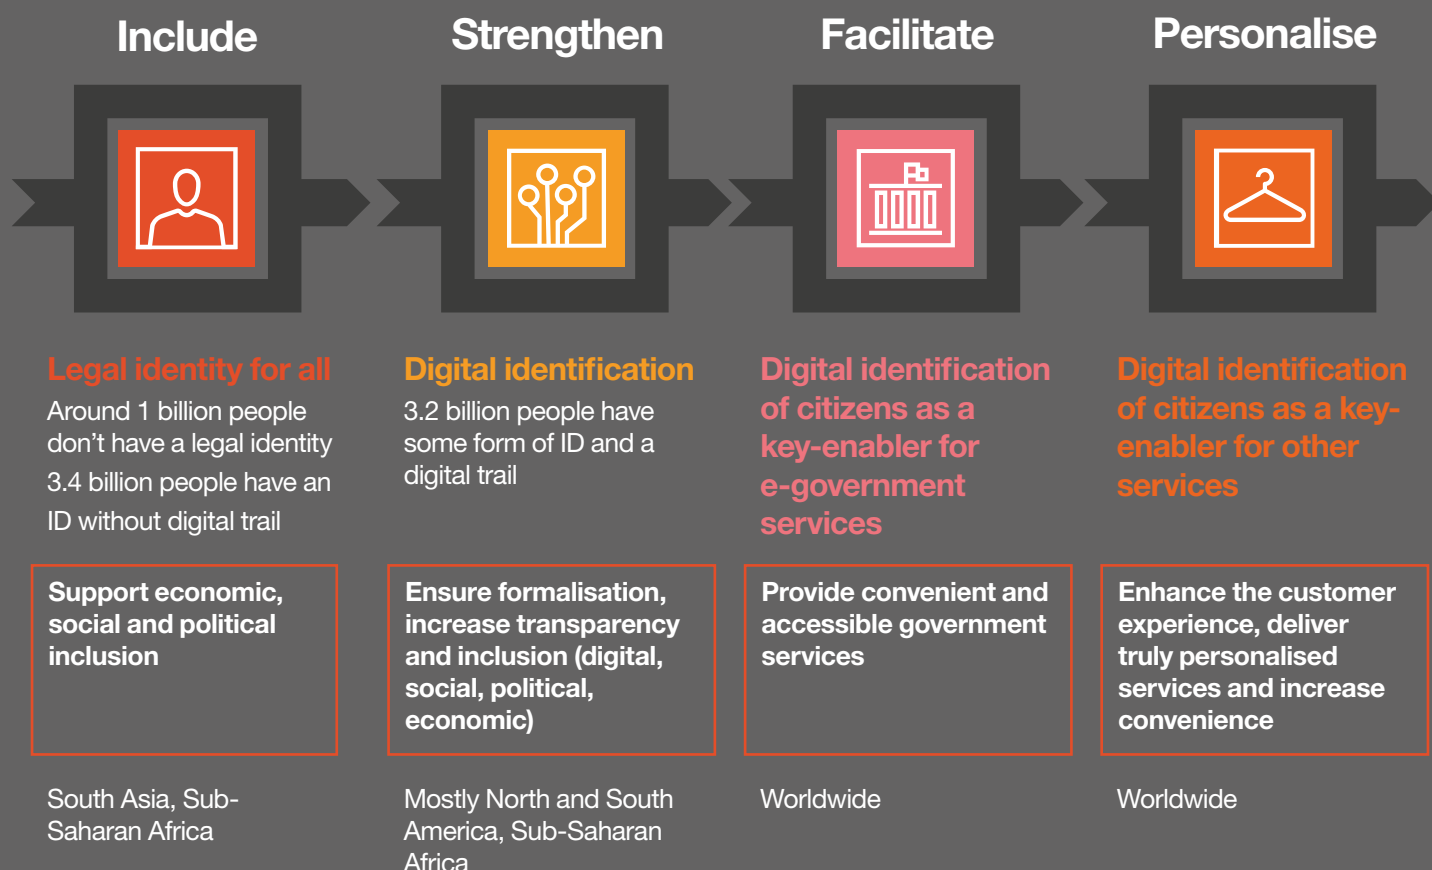 Include
Strengthen
Facilitate
Personalise
Legal identity for all
Around 1 billion people
don't have a legal identity
3.4 billion people have an
ID without digital trail
Digital identification
3.2 billion people have
some form of ID and a
digital trail
Digital identification
of citizens as a
key-enabler for
e-government
services
Digital identification
of citizens as a key-
enabler for other
services
Support economic,
social and political
inclusion
Ensure formalisation,
increase transparency
and inclusion (digital,
social, political,
economic)
Provide convenient and
accessible government
services
Enhance the customer
experience, deliver
truly personalised
services and increase
convenience
South Asia, Sub-
Saharan Africa
Mostly North and South
America, Sub-Saharan
Africa
Worldwide
Worldwide